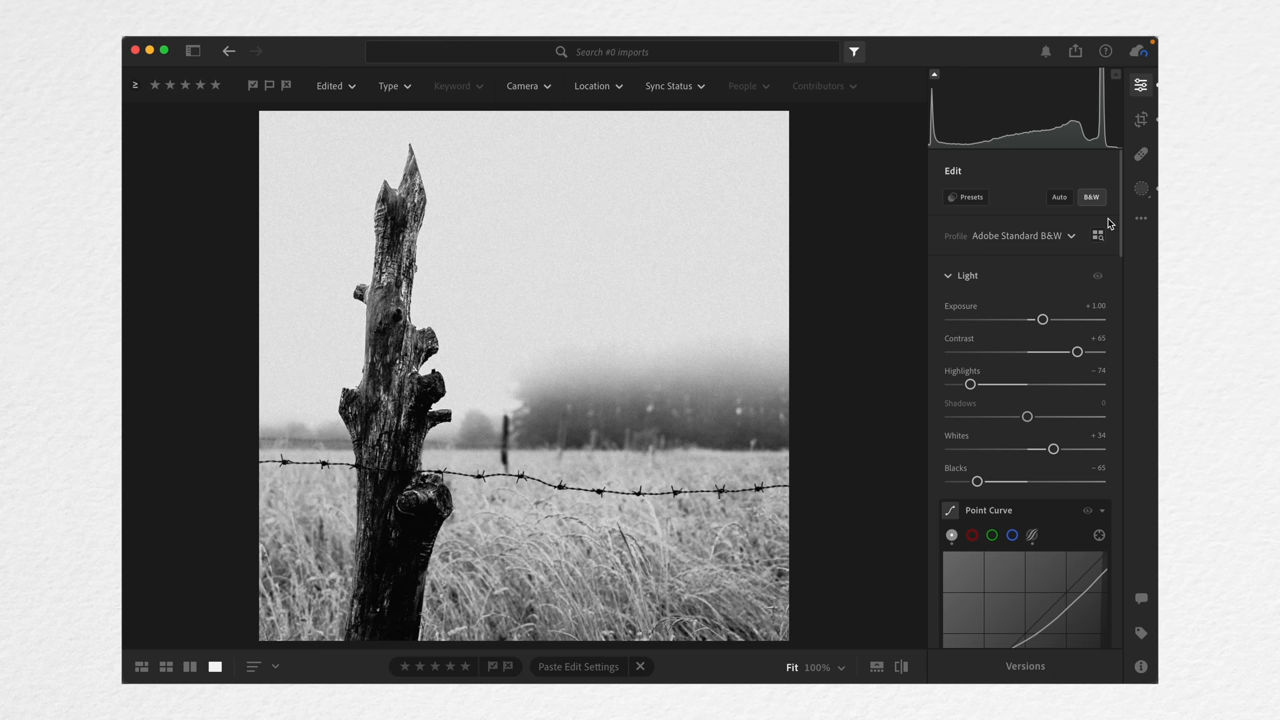 Search #0 imports
≥
Edited
Type
Keyword
Camera
Location
Sync Status
People
Contributors
Edit
Presets
Auto
B&W
Profile Adobe Standard B&W
Light
Exposure + 1.00
Contrast + 65
Highlights − 74
Shadows 0
Whites + 34
Blacks − 65
Point Curve
Paste Edit Settings
Fit 100%
Versions